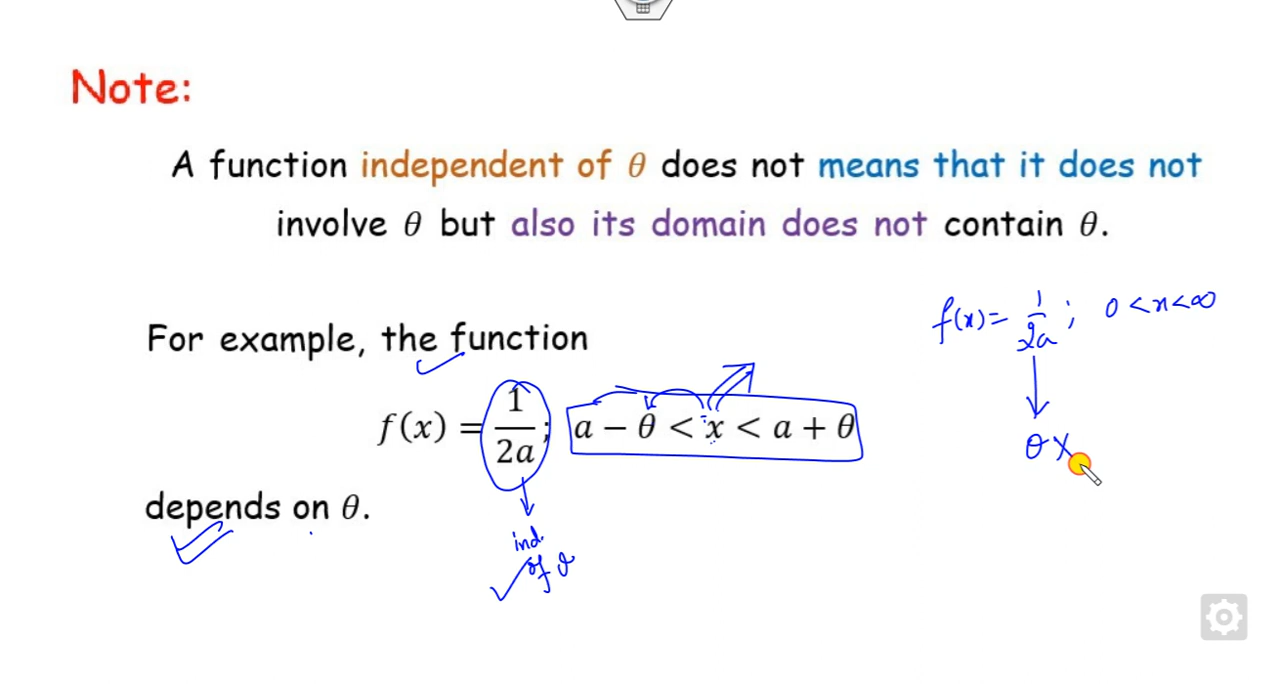 Note:
A function independent of θ does not means that it does not
involve θ but also its domain does not contain θ.
f(x) = 1/2a ; 0 < x < ∞
θ X
For example, the function
f(x) = 1/2a ; a − θ < x < a + θ
depends on θ.
ind.
of θ